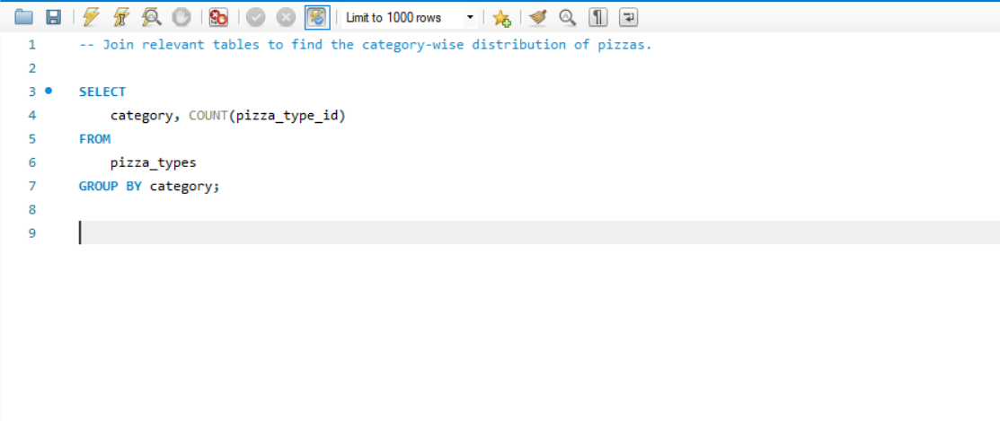 Limit to 1000 rows
1 -- Join relevant tables to find the category-wise distribution of pizzas.
2
3 SELECT
4 category, COUNT(pizza_type_id)
5 FROM
6 pizza_types
7 GROUP BY category;
8
9